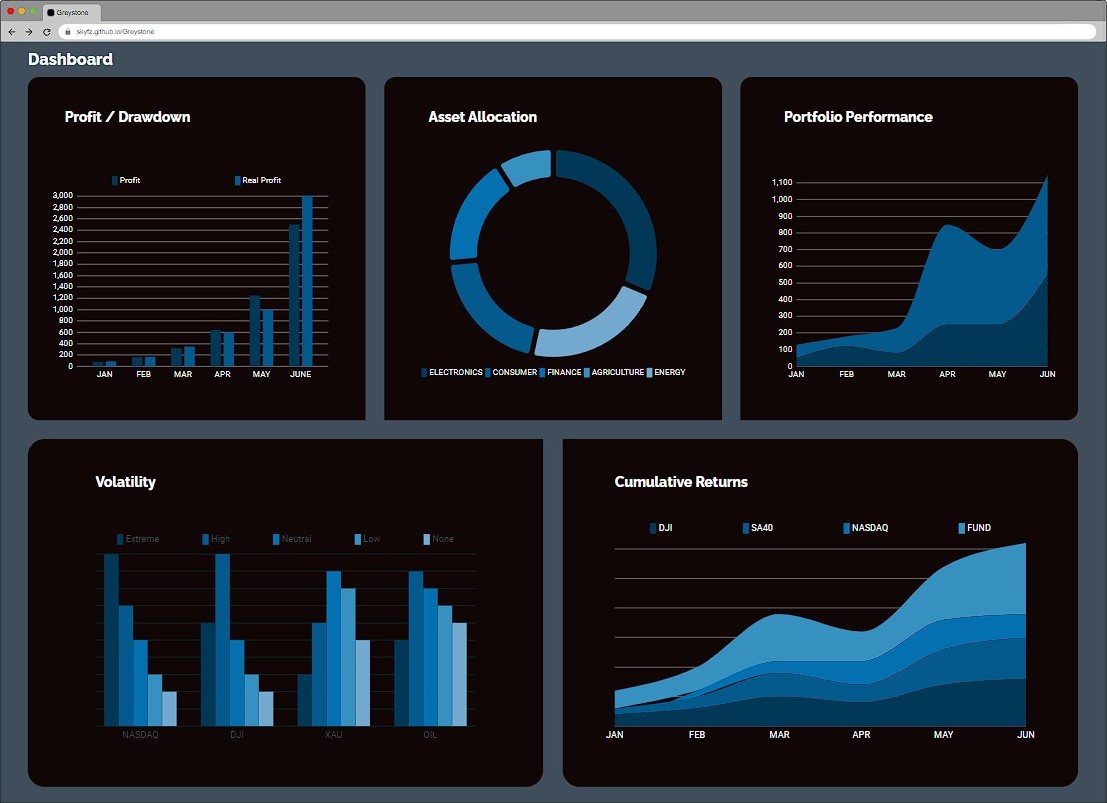 Greystone
skyfz.github.io/Greystone
Dashboard
Profit / Drawdown
Profit Real Profit
3,000
2,800
2,600
2,400
2,200
2,000
1,800
1,600
1,400
1,200
1,000
800
600
400
200
0
JAN FEB MAR APR MAY JUNE
Asset Allocation
ELECTRONICS CONSUMER FINANCE AGRICULTURE ENERGY
Portfolio Performance
1,100
1,000
900
800
700
600
500
400
300
200
100
0
JAN FEB MAR APR MAY JUN
Volatility
Extreme High Neutral Low None
NASDAQ DJI XAU OIL
Cumulative Returns
DJI SA40 NASDAQ FUND
JAN FEB MAR APR MAY JUN